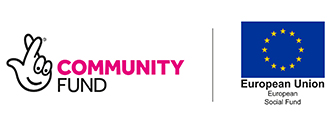 COMMUNITY
FUND
European Union
European
Social Fund